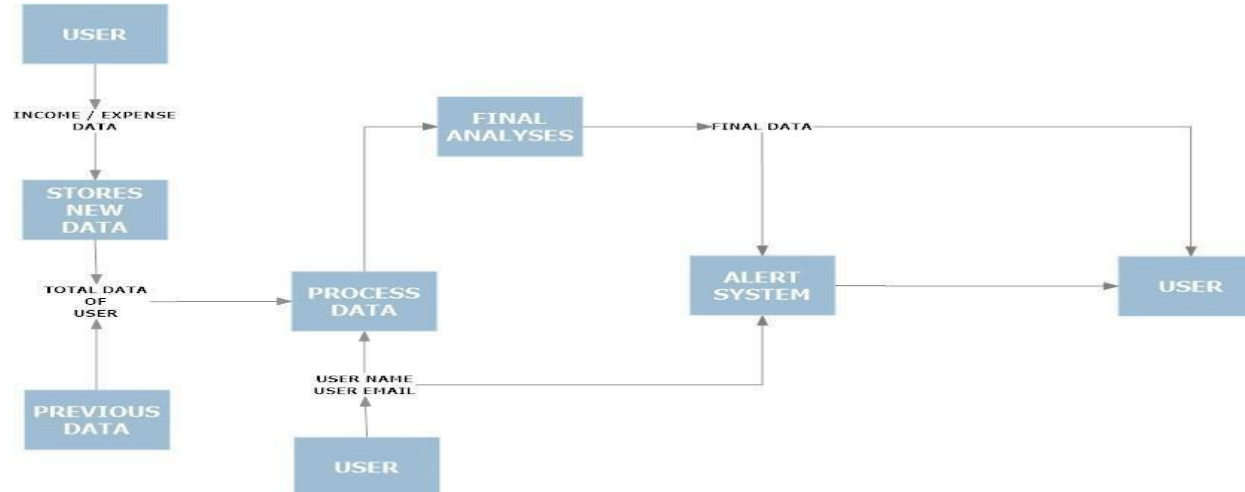 USER
INCOME / EXPENSE
DATA
STORES
NEW
DATA
TOTAL DATA
OF
USER
PREVIOUS
DATA
PROCESS
DATA
USER NAME
USER EMAIL
USER
FINAL
ANALYSES
FINAL DATA
ALERT
SYSTEM
USER